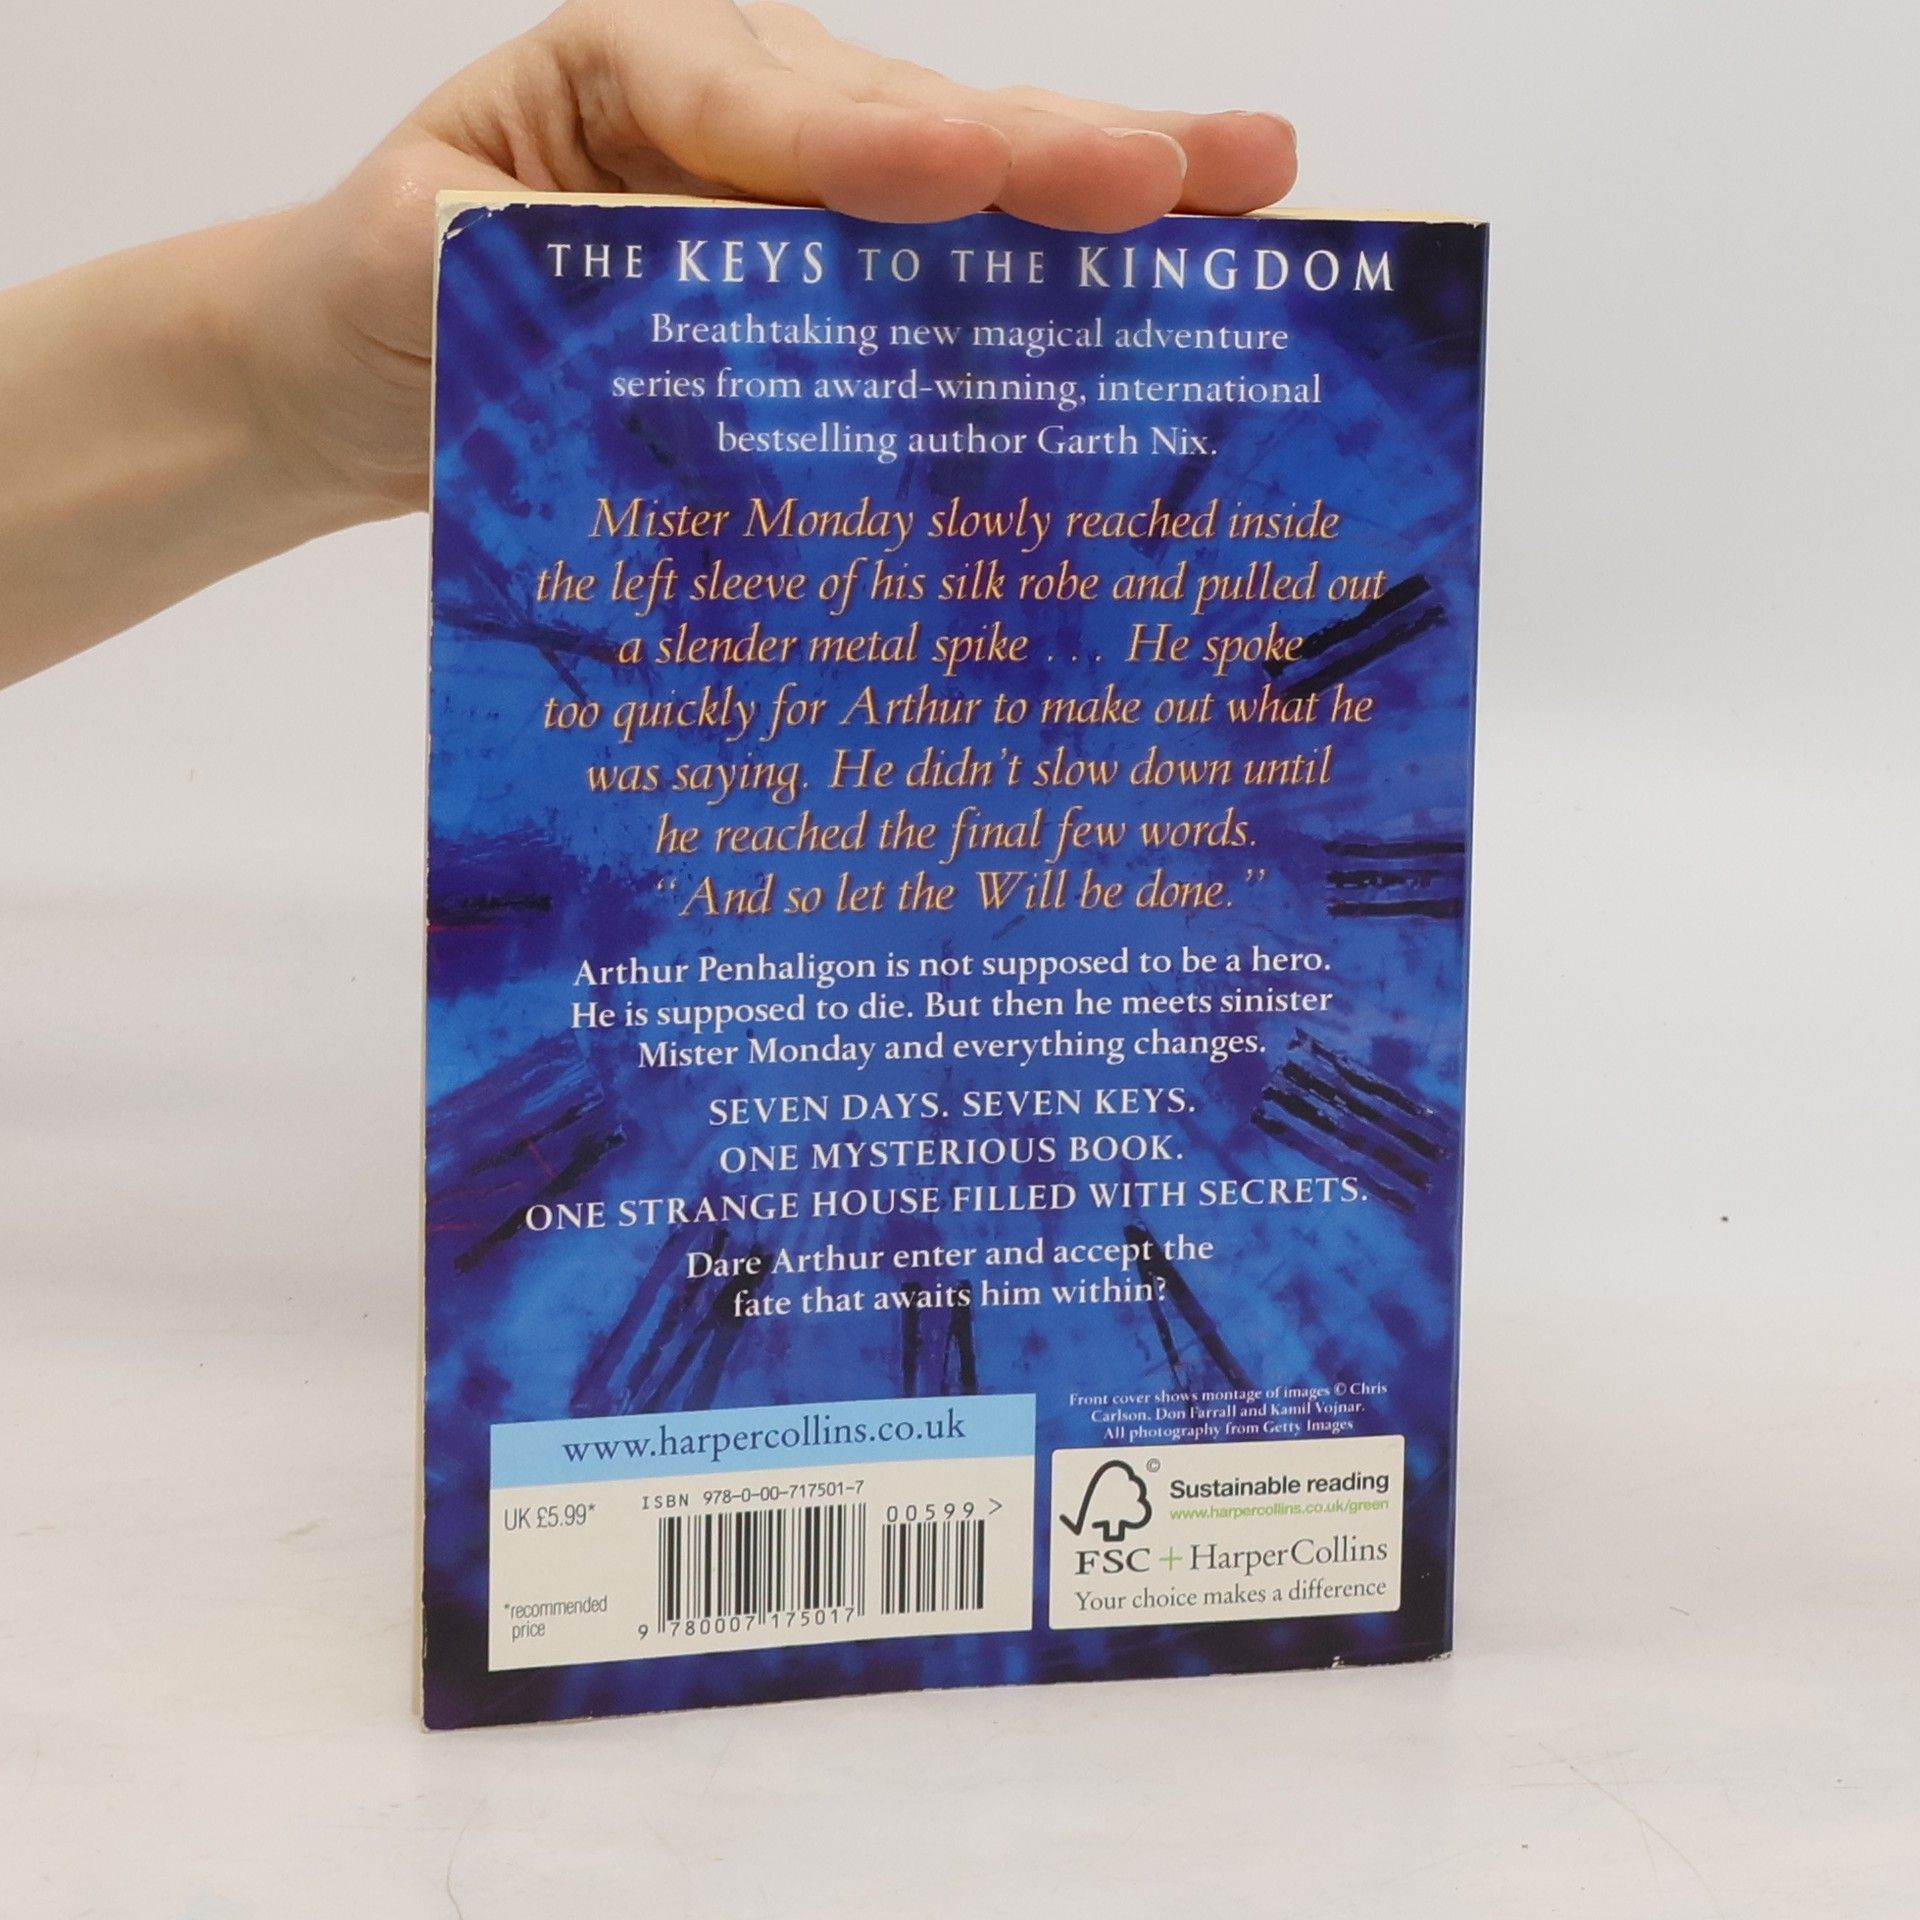 THE KEYS TO THE KINGDOM
Breathtaking new magical adventure
series from award-winning, international
bestselling author Garth Nix.
Mister Monday slowly reached inside
the left sleeve of his silk robe and pulled out
a slender metal spike . . . He spoke
too quickly for Arthur to make out what he
was saying. He didn't slow down until
he reached the final few words.
“And so let the Will be done.”
Arthur Penhaligon is not supposed to be a hero.
He is supposed to die. But then he meets sinister
Mister Monday and everything changes.
SEVEN DAYS. SEVEN KEYS.
ONE MYSTERIOUS BOOK.
ONE STRANGE HOUSE FILLED WITH SECRETS.
Dare Arthur enter and accept the
fate that awaits him within?
www.harpercollins.co.uk
UK £5.99*
*recommended
price
ISBN 978-0-00-717501-7
00599 >
9 780007 175017
Front cover shows montage of images © Chris
Carlson, Don Farrall and Kamil Vojnar.
All photography from Getty Images
©
Sustainable reading
www.harpercollins.co.uk/green
FSC + HarperCollins
Your choice makes a difference